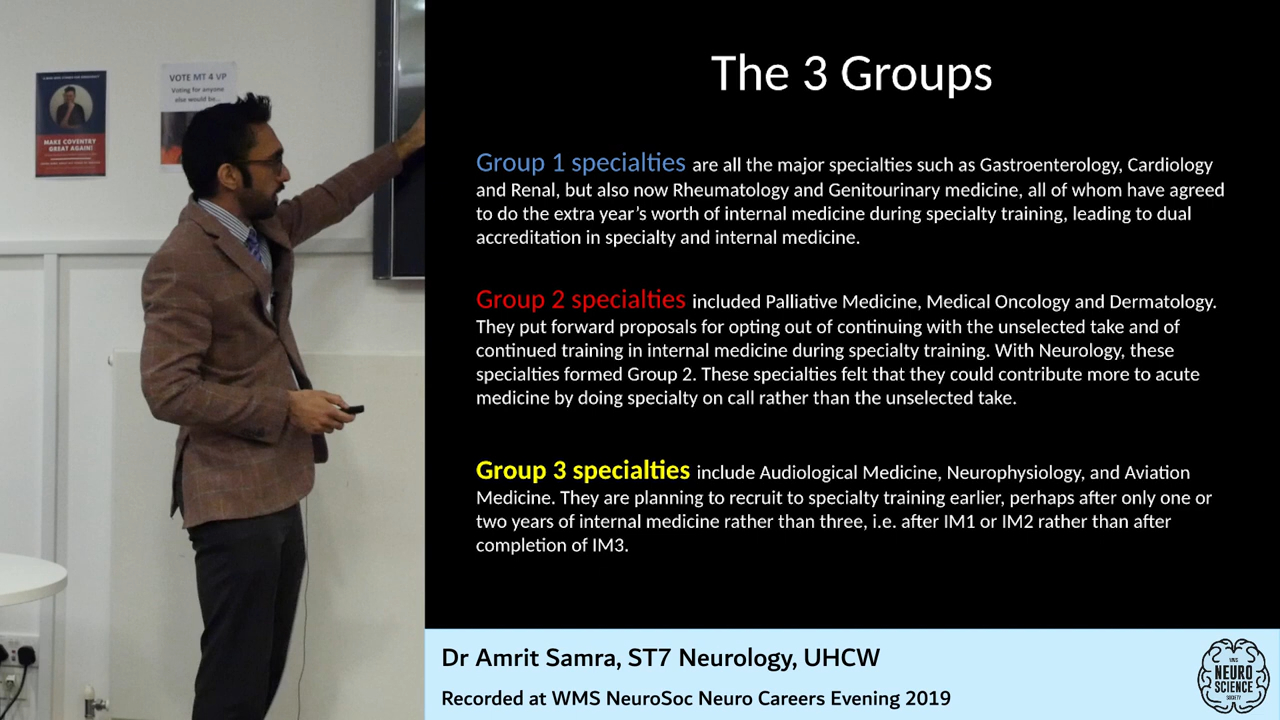 MAKE COVENTRY
GREAT AGAIN!
VOTE MT 4 VP
Voting for anyone
else would be...
The 3 Groups
Group 1 specialties are all the major specialties such as Gastroenterology, Cardiology
and Renal, but also now Rheumatology and Genitourinary medicine, all of whom have agreed
to do the extra year’s worth of internal medicine during specialty training, leading to dual
accreditation in specialty and internal medicine.
Group 2 specialties included Palliative Medicine, Medical Oncology and Dermatology.
They put forward proposals for opting out of continuing with the unselected take and of
continued training in internal medicine during specialty training. With Neurology, these
specialties formed Group 2. These specialties felt that they could contribute more to acute
medicine by doing specialty on call rather than the unselected take.
Group 3 specialties include Audiological Medicine, Neurophysiology, and Aviation
Medicine. They are planning to recruit to specialty training earlier, perhaps after only one or
two years of internal medicine rather than three, i.e. after IM1 or IM2 rather than after
completion of IM3.
Dr Amrit Samra, ST7 Neurology, UHCW
Recorded at WMS NeuroSoc Neuro Careers Evening 2019
WMS
NEURO
SCIENCE
SOCIETY